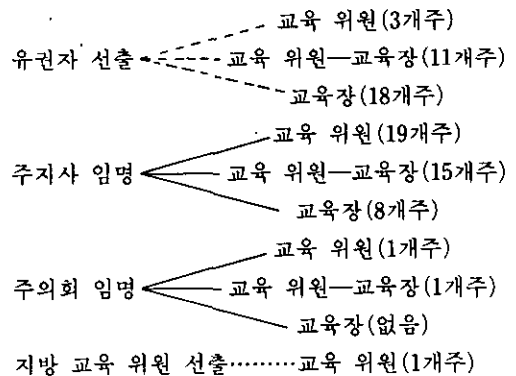 교육 위원(3개주)
유권자 선출 교육 위원—교육장(11개주)
교육장(18개주)
교육 위원(19개주)
주지사 임명 교육 위원—교육장(15개주)
교육장(8개주)
교육 위원(1개주)
주의회 임명 교육 위원—교육장(1개주)
교육장(없음)
지방 교육 위원 선출………교육 위원(1개주)